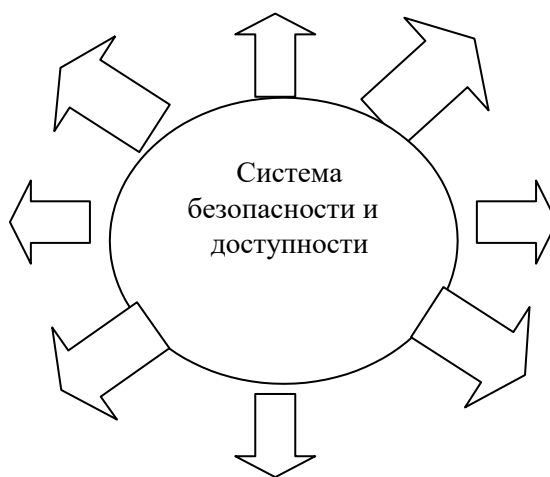 Система
безопасности и
доступности